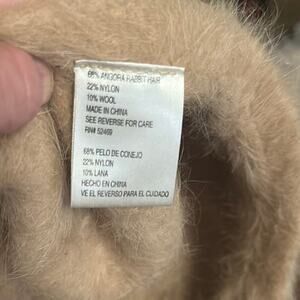 68% ANGORA RABBIT HAIR
22% NYLON
10% WOOL
MADE IN CHINA
SEE REVERSE FOR CARE
RN# 52469
68% PELO DE CONEJO
22% NYLON
10% LANA
HECHO EN CHINA
VE EL REVERSO PARA EL CUIDADO